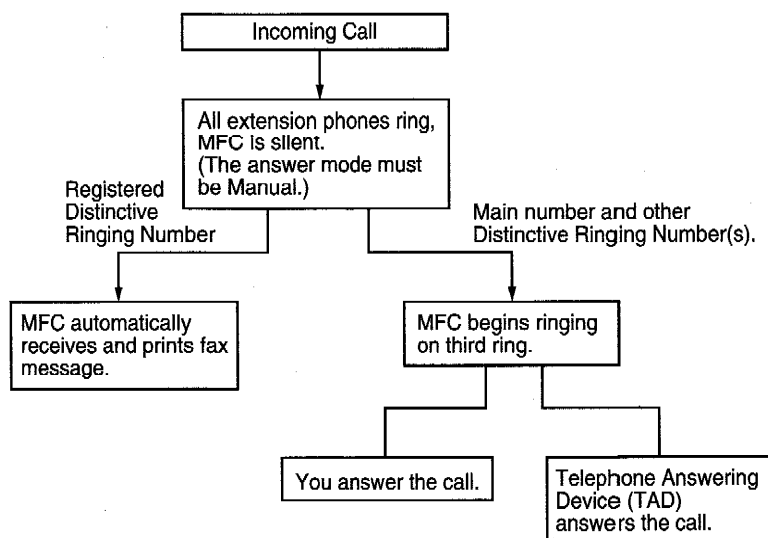 Incoming Call
All extension phones ring,
MFC is silent.
(The answer mode must
be Manual.)
Registered
Distinctive
Ringing Number
Main number and other
Distinctive Ringing Number(s).
MFC automatically
receives and prints fax
message.
MFC begins ringing
on third ring.
You answer the call.
Telephone Answering
Device (TAD)
answers the call.